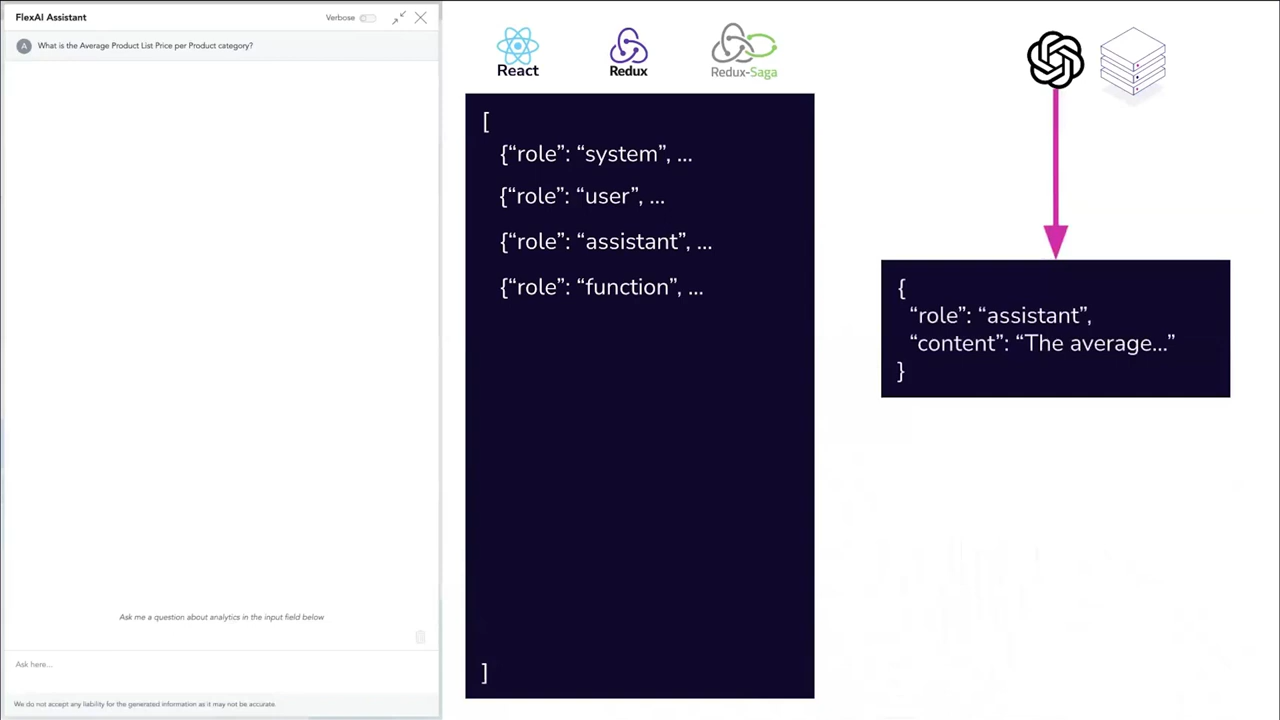 FlexAI Assistant
Verbose
A
What is the Average Product List Price per Product category?
Ask me a question about analytics in the input field below
Ask here...
We do not accept any liability for the generated information as it may not be accurate.
React
Redux
Redux-Saga
[
{“role”: “system”, ...
{“role”: “user”, ...
{“role”: “assistant”, ...
{“role”: “function”, ...
]
{
“role”: “assistant”,
“content”: “The average...”
}